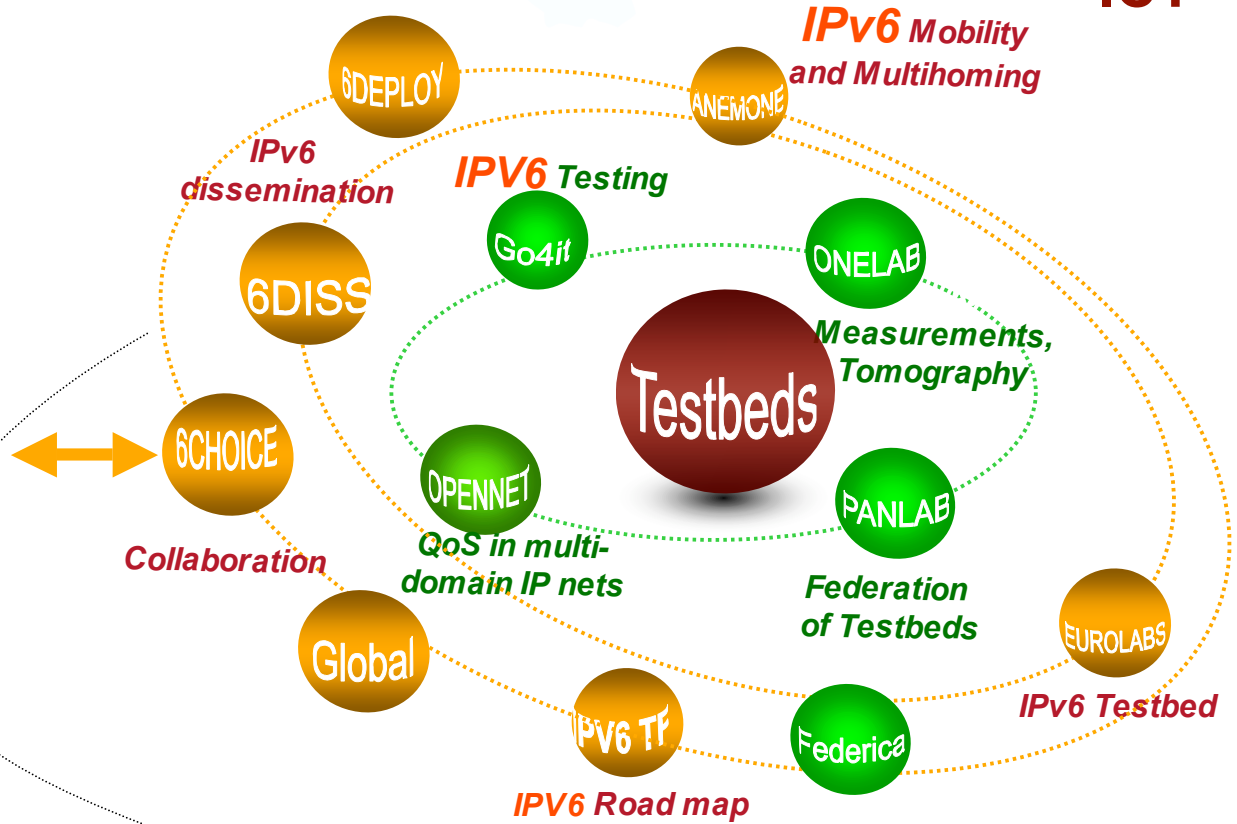 IPv6 Mobility
and Multihoming
6DEPLOY
ANEMONE
IPv6
dissemination
IPV6 Testing
Go4it
ONELAB
6DISS
Measurements,
Tomography
Testbeds
6CHOICE
OPENNET
PANLAB
QoS in multi-
domain IP nets
Collaboration
Federation
of Testbeds
EUROLABS
Global
IPv6 Testbed
IPV6 TF
Federica
IPV6 Road map